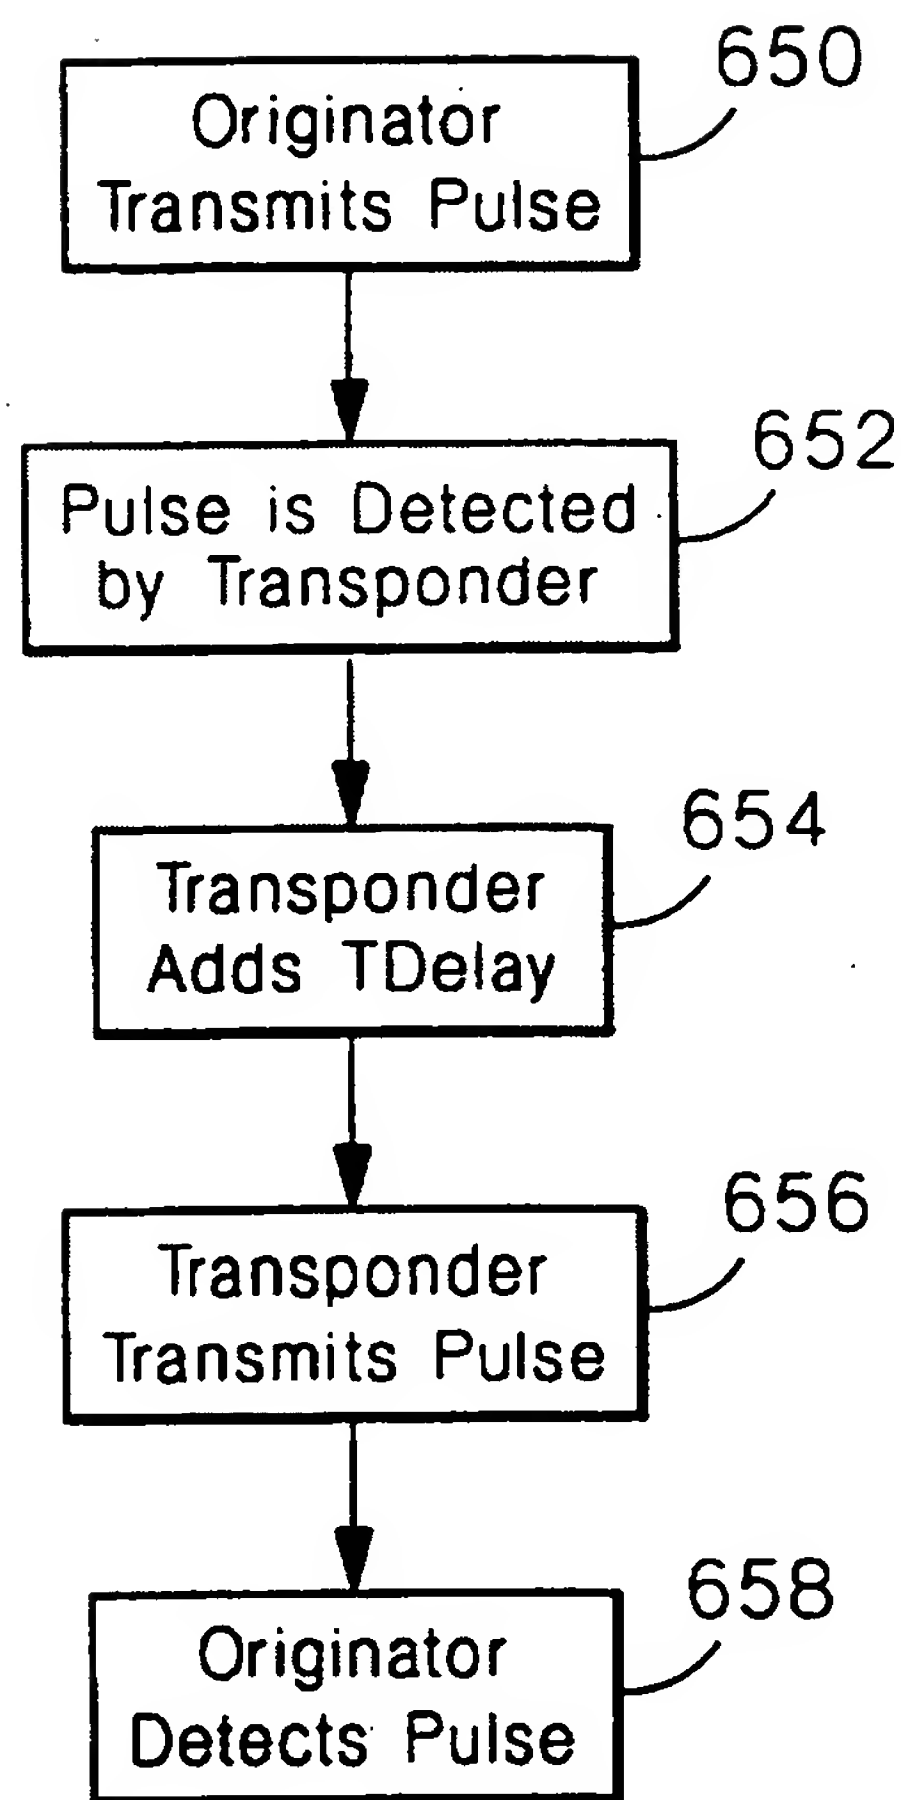 650
Originator
Transmits Pulse
652
Pulse is Detected
by Transponder
654
Transponder
Adds TDelay
656
Transponder
Transmits Pulse
658
Originator
Detects Pulse